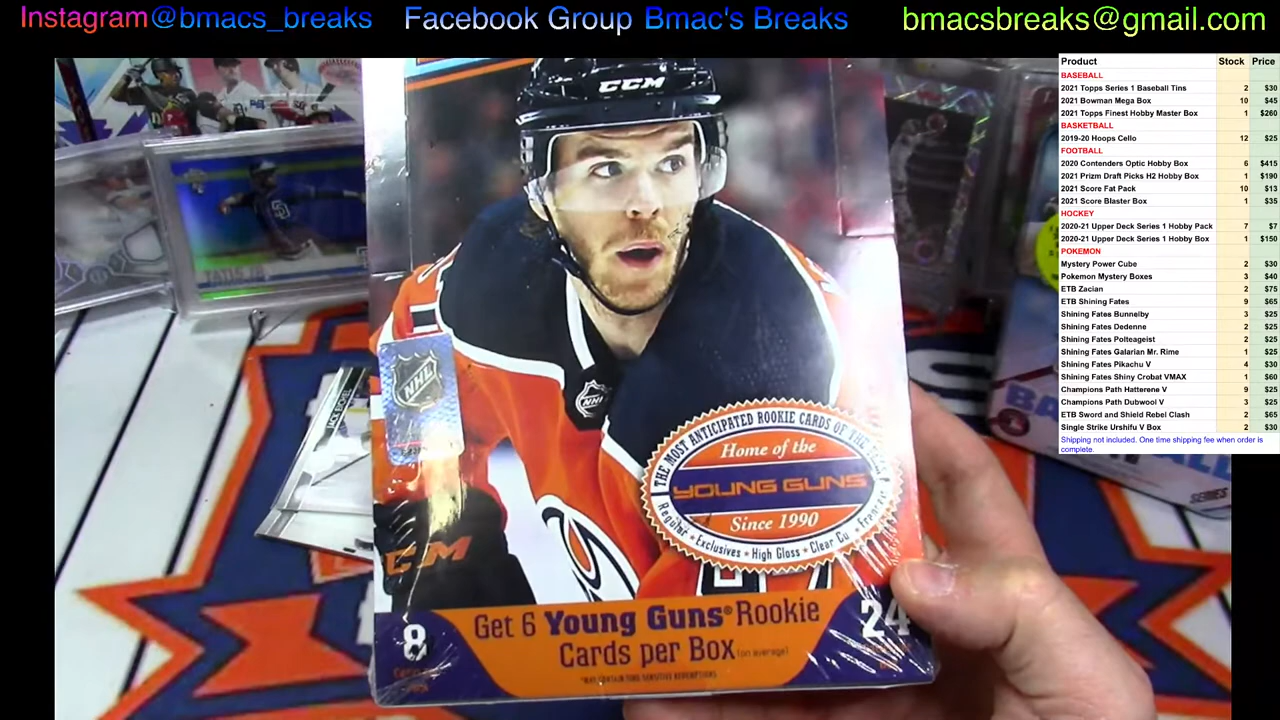 Instagram@bmacs_breaks Facebook Group Bmac's Breaks bmacsbreaks@gmail.com
Product Stock Price
BASEBALL
2021 Topps Series 1 Baseball Tins 2 $30
2021 Bowman Mega Box 10 $45
2021 Topps Finest Hobby Master Box 1 $260
BASKETBALL
2019-20 Hoops Cello 12 $25
FOOTBALL
2020 Contenders Optic Hobby Box 6 $415
2021 Prizm Draft Picks H2 Hobby Box 1 $190
2021 Score Fat Pack 10 $15
2021 Score Blaster Box 1 $35
HOCKEY
2020-21 Upper Deck Series 1 Hobby Pack 7 $7
2020-21 Upper Deck Series 1 Hobby Box 1 $150
POKEMON
Mystery Power Cube 2 $30
Pokemon Mystery Boxes 3 $40
ETB Zacian 2 $75
ETB Shining Fates 9 $65
Shining Fates Bunnelby 3 $25
Shining Fates Dedenne 2 $25
Shining Fates Polteageist 2 $25
Shining Fates Galarian Mr. Rime 1 $25
Shining Fates Pikachu V 4 $30
Shining Fates Shiny Crobat VMAX 1 $60
Champions Path Hatterene V 9 $25
Champions Path Dubwool V 3 $25
ETB Sword and Shield Rebel Clash 2 $65
Single Strike Urshifu V Box 2 $30
Shipping not included. One time shipping fee when order is
complete.
CCM
NHL
NHL
THE MOST ANTICIPATED ROOKIE CARDS OF THE
Home of the
YOUNG GUNS
Since 1990
Regular • Exclusives • High Gloss • Clear Cut
CCM
8
Get 6 Young Guns® Rookie
Cards per Box (on average)
24
SERIES